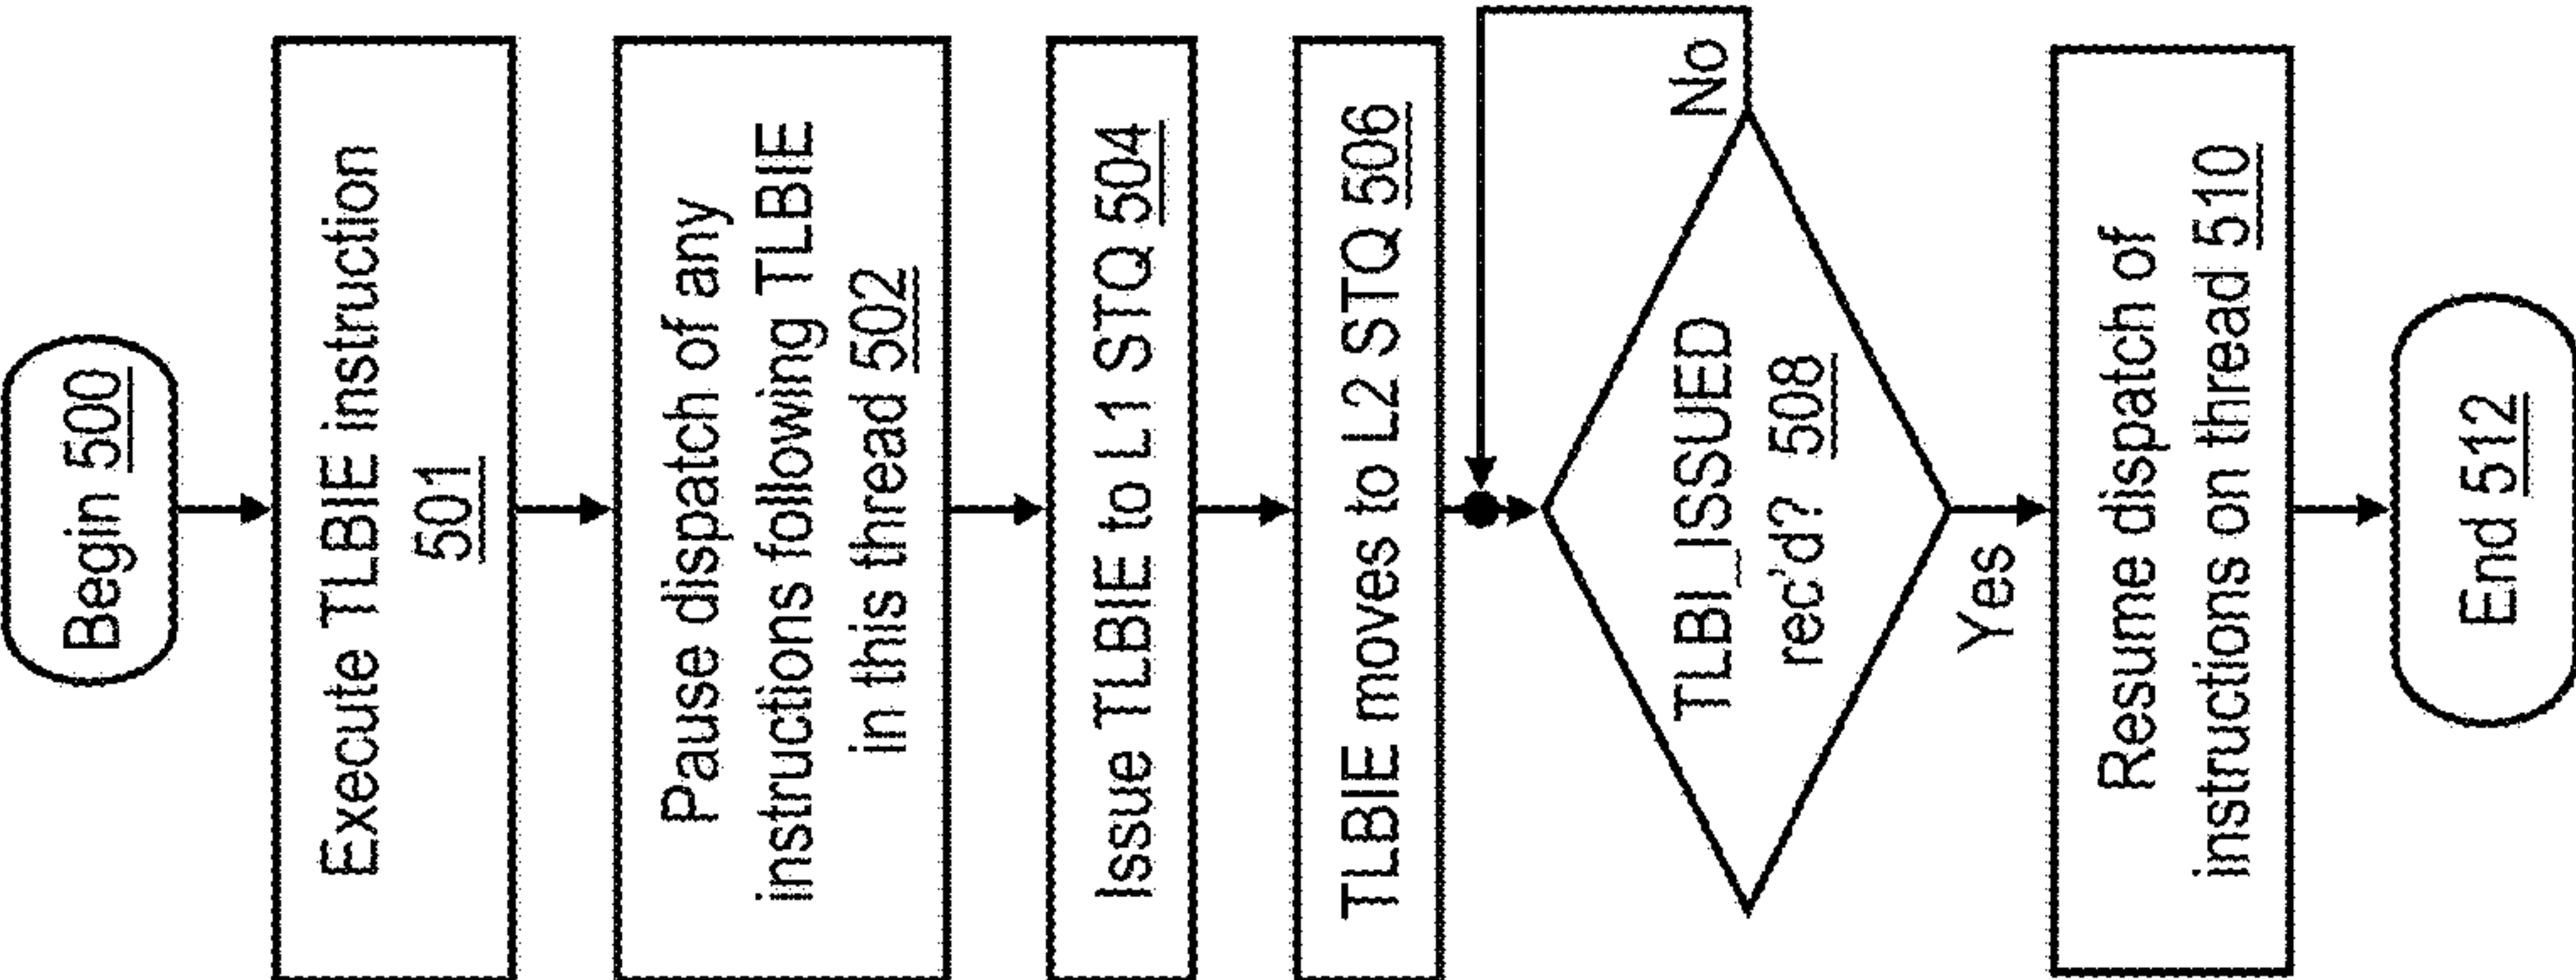 Begin 500
Execute TLBIE instruction
501
Pause dispatch of any
instructions following TLBIE
in this thread 502
Issue TLBIE to L1 STQ 504
TLBIE moves to L2 STQ 506
No
TLBI_ISSUED
rec'd? 508
Yes
Resume dispatch of
instructions on thread 510
End 512